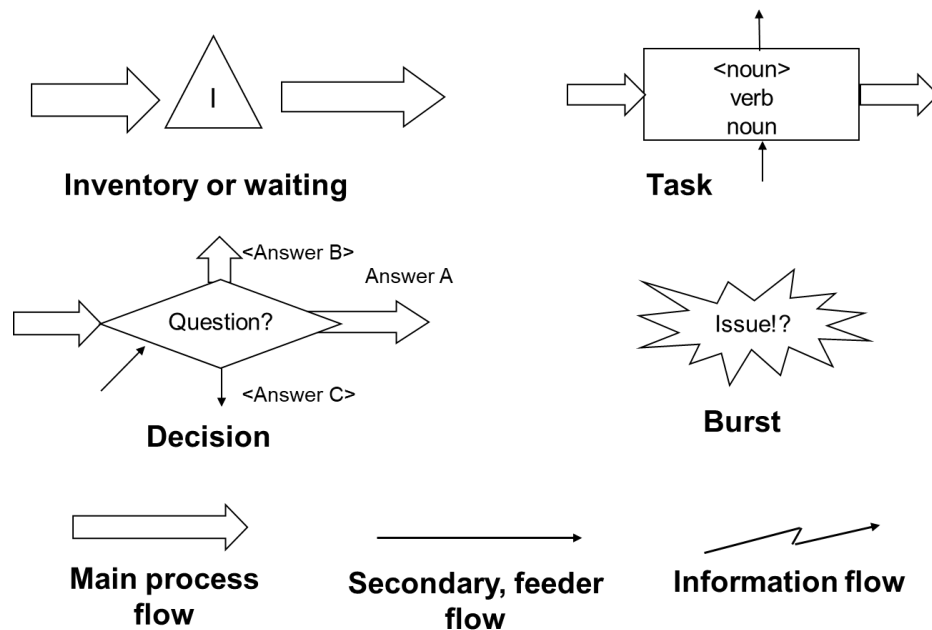 I
<noun>
verb
noun
Inventory or waiting
Task
<Answer B>
Answer A
Question?
<Answer C>
Decision
Issue!?
Burst
Main process
flow
Secondary, feeder
flow
Information flow